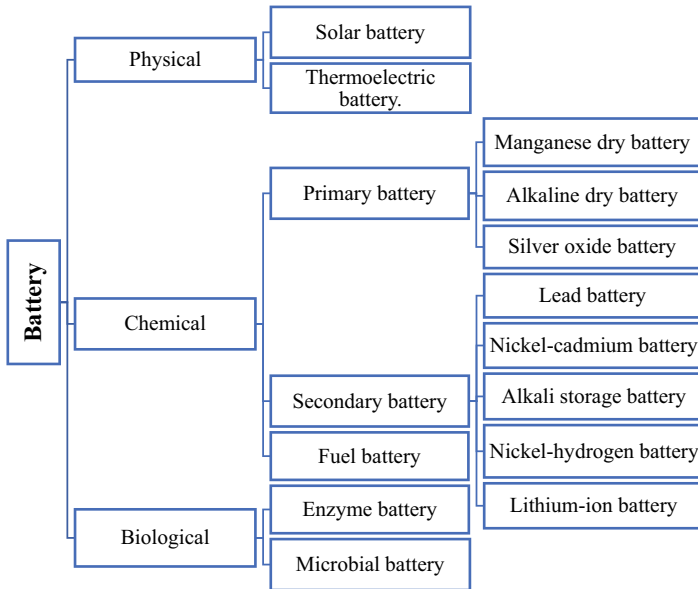 Battery
Physical
Solar battery
Thermoelectric
battery.
Chemical
Primary battery
Manganese dry battery
Alkaline dry battery
Silver oxide battery
Secondary battery
Lead battery
Nickel-cadmium battery
Alkali storage battery
Nickel-hydrogen battery
Lithium-ion battery
Fuel battery
Biological
Enzyme battery
Microbial battery